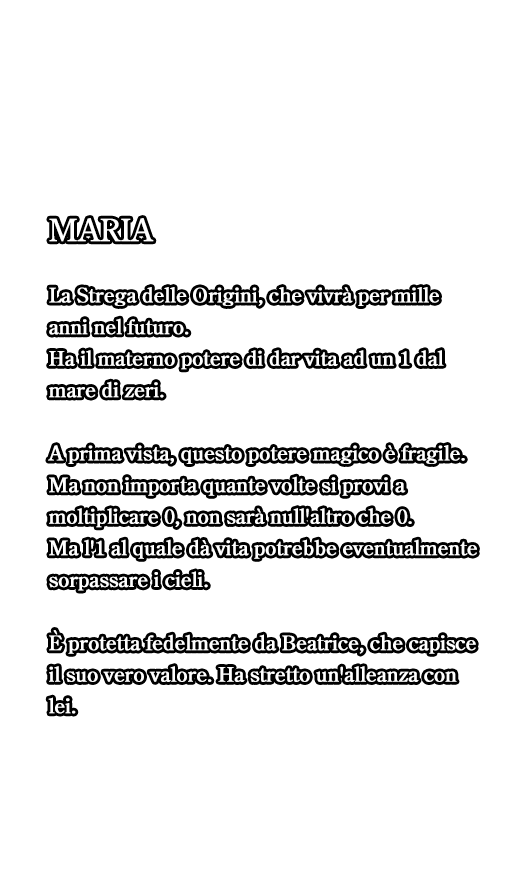 MARIA
La Strega delle Origini, che vivrà per mille
anni nel futuro.
Ha il materno potere di dar vita ad un 1 dal
mare di zeri.
A prima vista, questo potere magico è fragile.
Ma non importa quante volte si provi a
moltiplicare 0, non sarà null'altro che 0.
Ma l'1 al quale dà vita potrebbe eventualmente
sorpassare i cieli.
È protetta fedelmente da Beatrice, che capisce
il suo vero valore. Ha stretto un'alleanza con
lei.